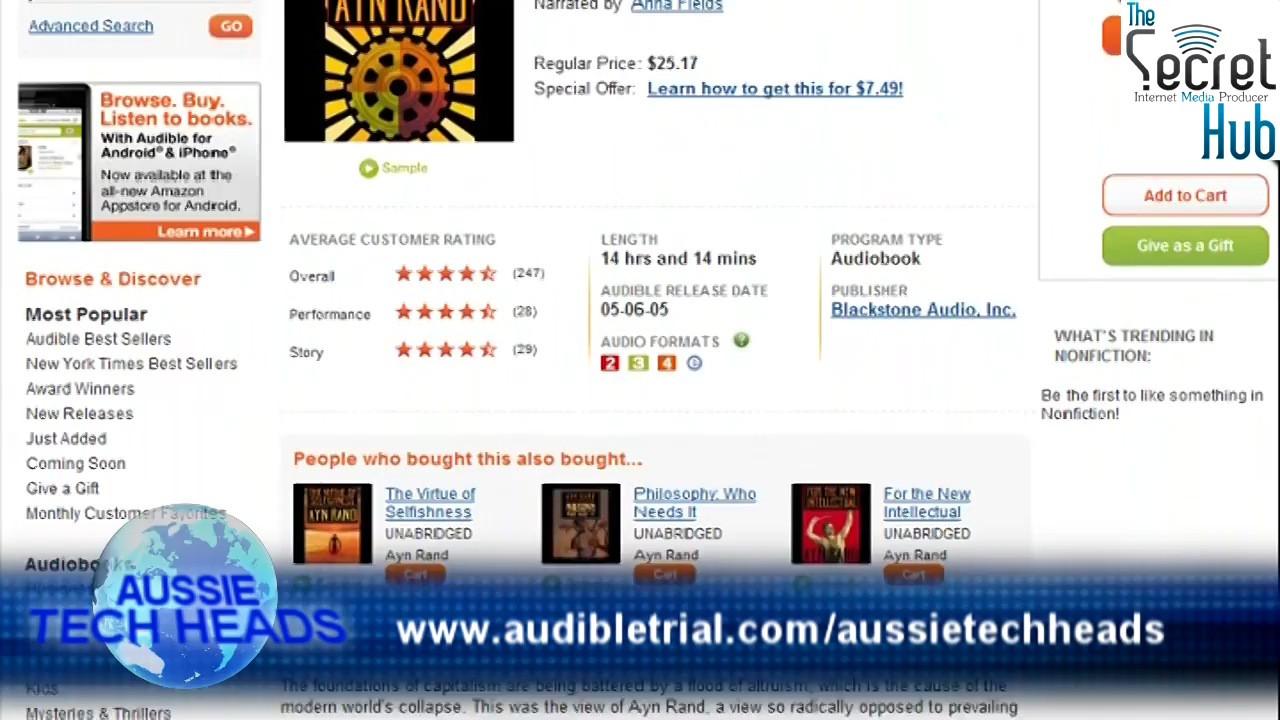 Advanced Search
GO
Browse. Buy.
Listen to books.
With Audible for
Android® & iPhone®
Now available at the
all-new Amazon
Appstore for Android.
Learn more
Browse & Discover
Most Popular
Audible Best Sellers
New York Times Best Sellers
Award Winners
New Releases
Just Added
Coming Soon
Give a Gift
Monthly Customer Favorites
AYN RAND
Sample
Narrated by Anna Fields
Regular Price: $25.17
Special Offer: Learn how to get this for $7.49!
AVERAGE CUSTOMER RATING
Overall (247)
Performance (28)
Story (29)
LENGTH
14 hrs and 14 mins
AUDIBLE RELEASE DATE
05-06-05
AUDIO FORMATS ?
2 3 4 e
PROGRAM TYPE
Audiobook
PUBLISHER
Blackstone Audio, Inc.
The
Secret
Internet Media Producer
Hub
Add to Cart
Give as a Gift
WHAT'S TRENDING IN
NONFICTION:
Be the first to like something in
Nonfiction!
People who bought this also bought...
The Virtue of
Selfishness
UNABRIDGED
Ayn Rand
Cart
Philosophy: Who
Needs It
UNABRIDGED
Ayn Rand
Cart
For the New
Intellectual
UNABRIDGED
Ayn Rand
Cart
AYN RAND
AUSSIE
TECH HEADS
www.audibletrial.com/aussietechheads
Kids
Mysteries & Thrillers
The foundations of capitalism are being battered by a flood of altruism, which is the cause of the
modern world's collapse. This was the view of Ayn Rand, a view so radically opposed to prevailing